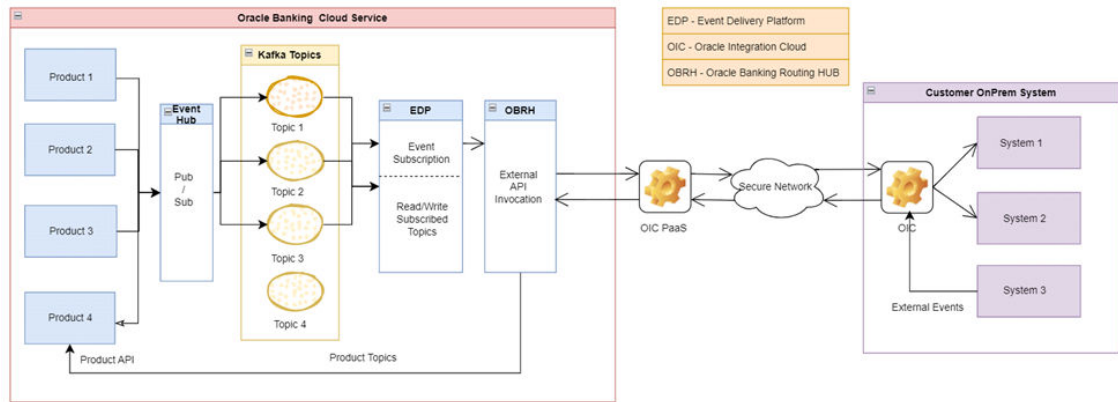 Oracle Banking Cloud Service
Product 1
Product 2
Product 3
Product 4
Product API
Event
Hub
Pub
/
Sub
Kafka Topics
Topic 1
Topic 2
Topic 3
Topic 4
EDP
Event
Subscription
Read/Write
Subscribed
Topics
OBRH
External
API
Invocation
Product Topics
EDP - Event Delivery Platform
OIC - Oracle Integration Cloud
OBRH - Oracle Banking Routing HUB
OIC PaaS
Secure Network
Customer OnPrem System
OIC
System 1
System 2
System 3
External Events